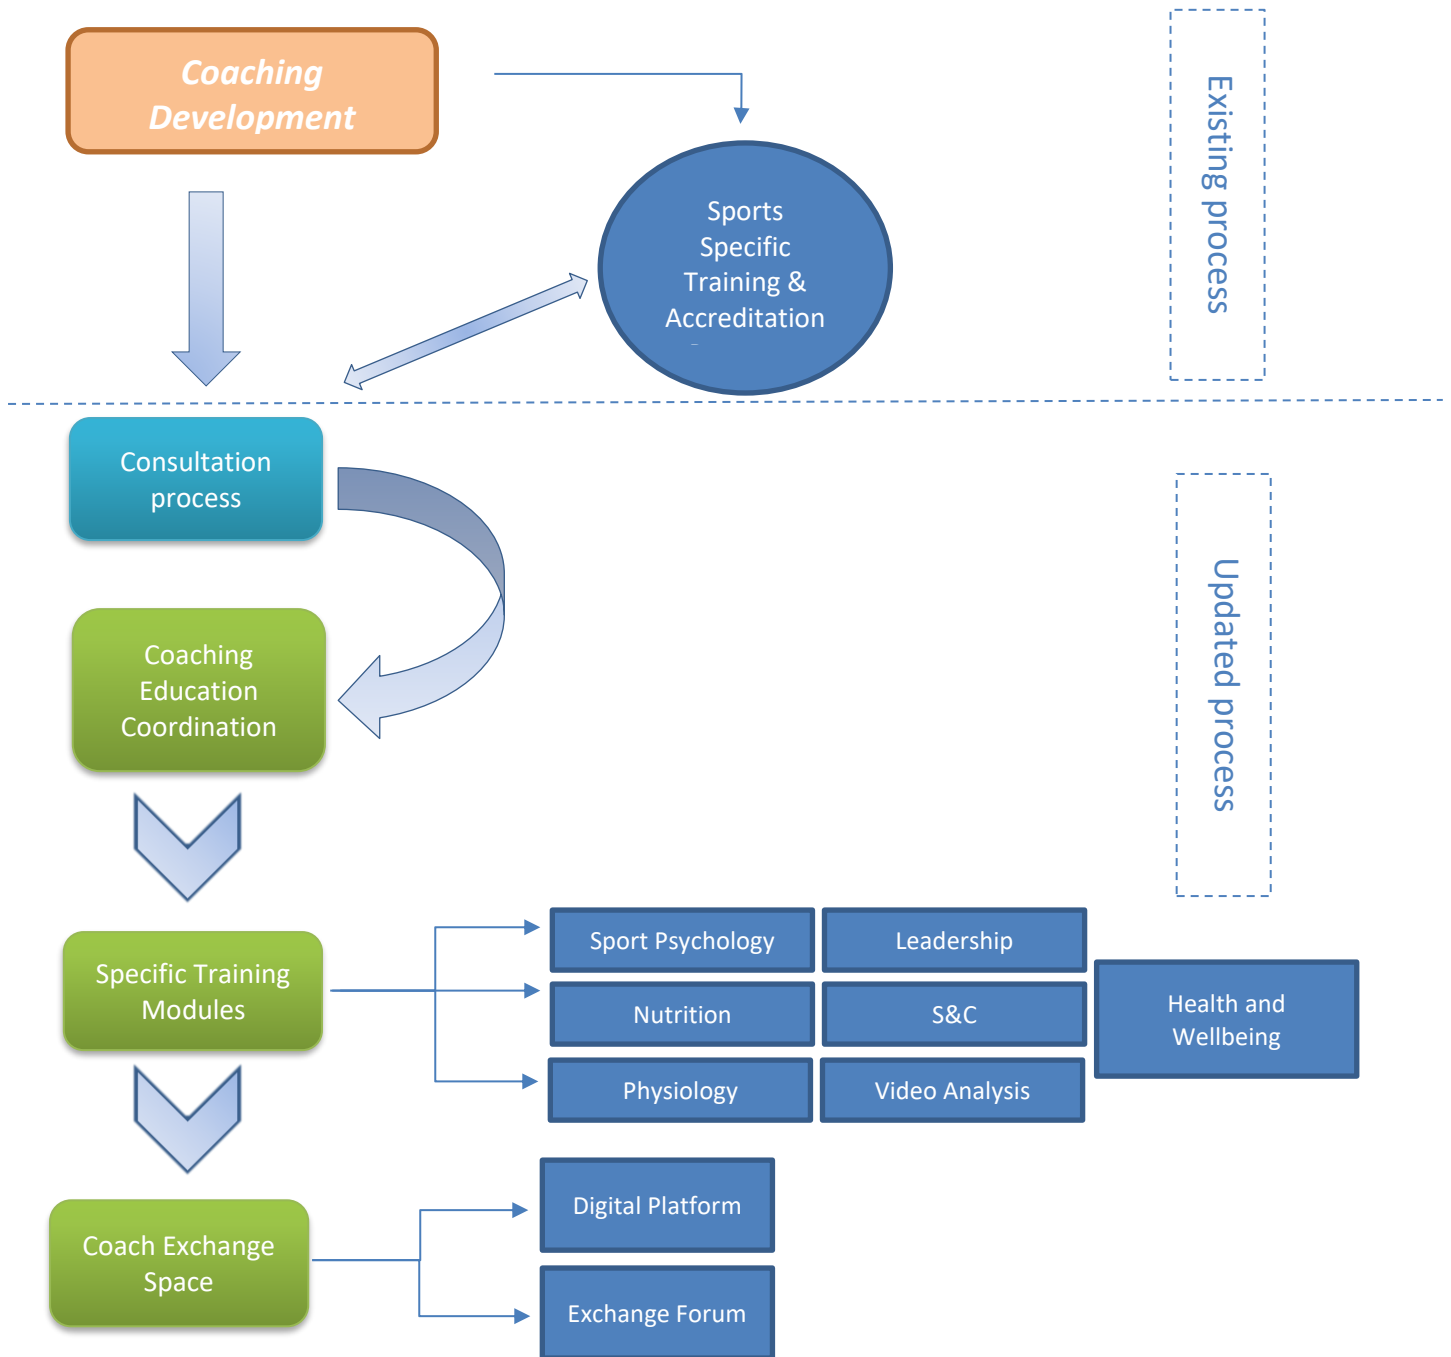 Coaching
Development
Sports
Specific
Training &
Accreditation
Existing process
Consultation
process
Coaching
Education
Coordination
Updated process
Specific Training
Modules
Sport Psychology
Leadership
Nutrition
S&C
Health and
Wellbeing
Physiology
Video Analysis
Coach Exchange
Space
Digital Platform
Exchange Forum